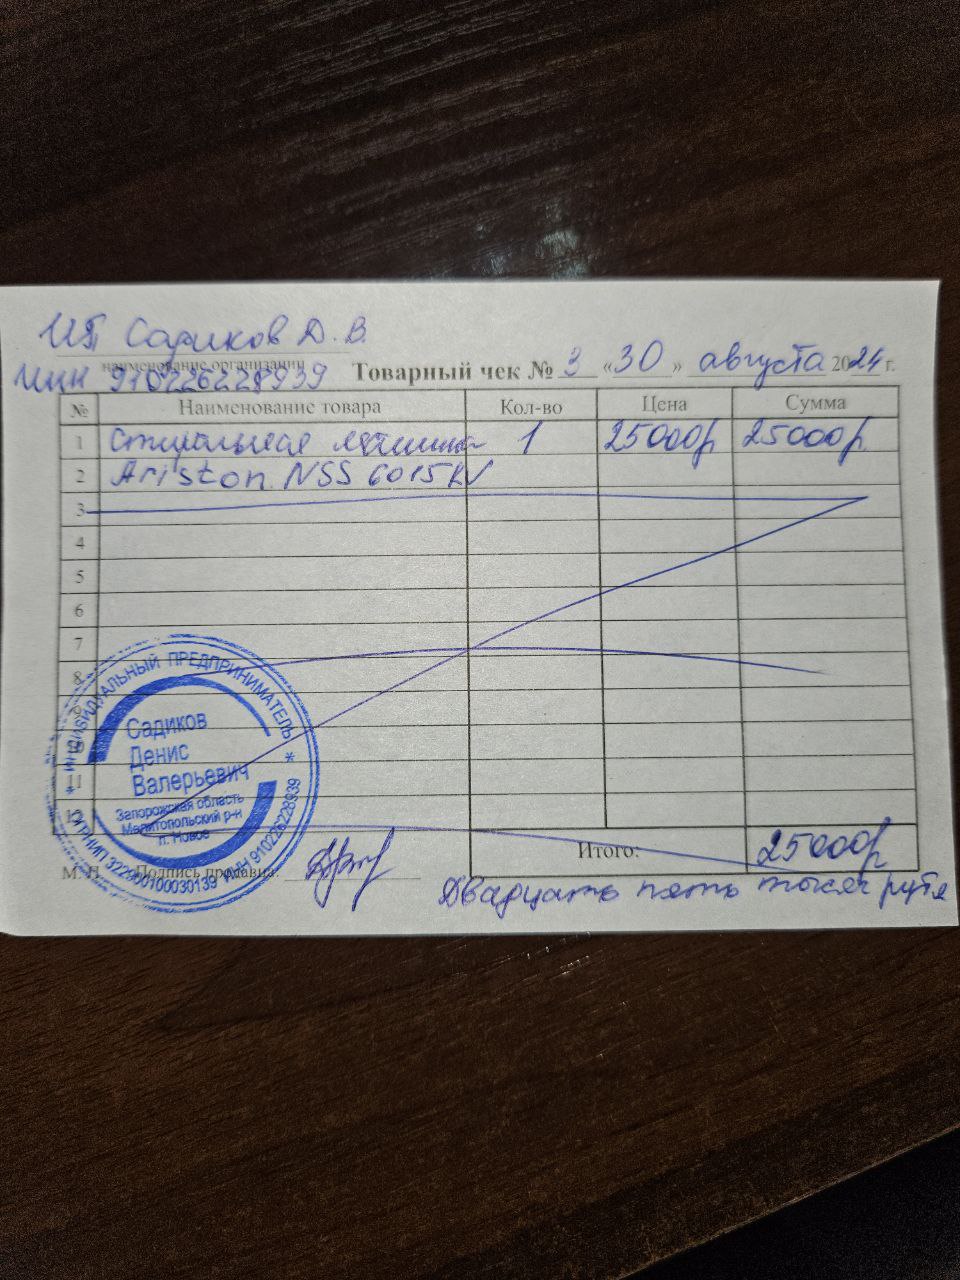 ИП Садиков Д.В.
наименование организации
ИНН 910226228939 Товарный чек № 3 «30» августа 2024 г.
№ Наименование товара Кол-во Цена Сумма
1 Стиральная машина 1 25000р 25000р
2 Ariston NSS 6015 KV
3
4
5
6
7
8
9
10
11
12
* ИНДИВИДУАЛЬНЫЙ ПРЕДПРИНИМАТЕЛЬ *
Садиков
Денис
Валерьевич
Запорожская область
Мелитопольский р-н
п. Новое
ОГРНИП 322900100030139 ИНН 910226228939
Итого: 25000р
М.П. Подпись продавца:
Двадцать пять тысяч рубля